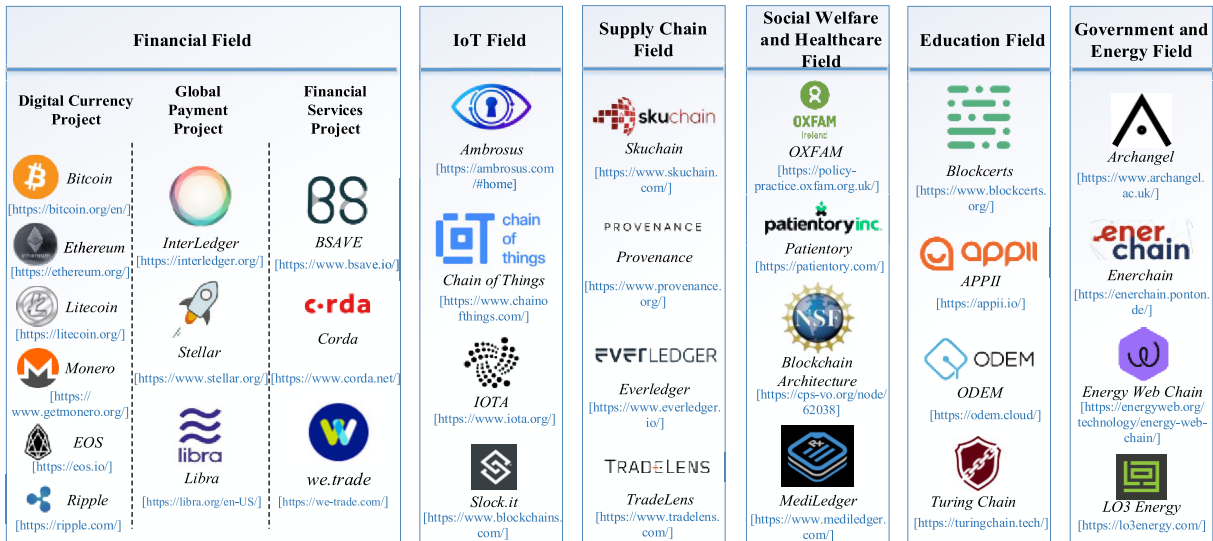 Financial Field
Digital Currency
Project
Bitcoin
[https://bitcoin.org/en/]
Ethereum
[https://ethereum.org/]
Litecoin
[https://litecoin.org/]
Monero
[https://
www.getmonero.org/]
EOS
[https://eos.io/]
Ripple
[https://ripple.com/]
Global
Payment
Project
InterLedger
[https://interledger.org/]
Stellar
[https://www.stellar.org/]
libra
Libra
[https://libra.org/en-US/]
Financial
Services
Project
BSAVE
[https://www.bsave.io/]
c·rda
Corda
[https://www.corda.net/]
we.trade
[https://we-trade.com/]
IoT Field
Ambrosus
[https://ambrosus.com
/#home]
IOT
chain
of
things
Chain of Things
[https://www.chaino
fthings.com/]
IOTA
[https://www.iota.org/]
Slock.it
[https://www.blockchains.
com/]
Supply Chain
Field
skuchain
Skuchain
[https://www.skuchain.
com/]
PROVENANCE
Provenance
[https://www.provenance.
org/]
EVERLEDGER
Everledger
[https://www.everledger.
io/]
TRADELENS
TradeLens
[https://www.tradelens.
com/]
Social Welfare
and Healthcare
Field
OXFAM
Ireland
OXFAM
[https://policy-
practice.oxfam.org.uk/]
patientory inc.
Patientory
[https://patientory.com/]
NSF
Blockchain
Architecture
[https://cps-vo.org/node/
62038]
Rx
MediLedger
[https://www.mediledger.
com/]
Education Field
Blockcerts
[https://www.blockcerts.
org/]
appii
APPII
[https://appii.io/]
ODEM
ODEM
[https://odem.cloud/]
Turing Chain
[https://turingchain.tech/]
Government and
Energy Field
Archangel
[https://www.archangel.
ac.uk/]
ener
chain
Enerchain
[https://enerchain.ponton.
de/]
Energy Web Chain
[https://energyweb.org/
technology/energy-web-
chain/]
LO3 Energy
[https://lo3energy.com/]